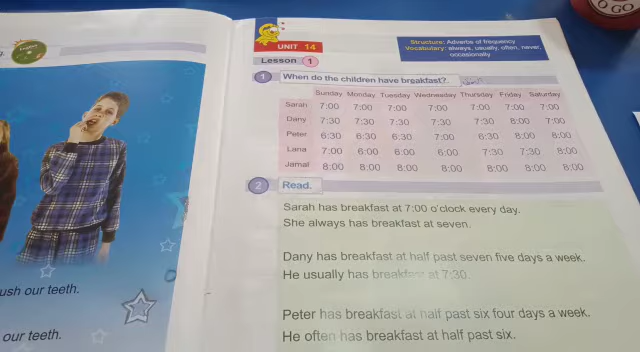 UNIT 14
Structure: Adverbs of frequency
Vocabulary: always, usually, often, never, occasionally
Lesson 1
1 When do the children have breakfast?
Sunday Monday Tuesday Wednesday Thursday Friday Saturday
Sarah 7:00 7:00 7:00 7:00 7:00 7:00 7:00
Dany 7:30 7:30 7:30 7:30 7:30 8:00 7:00
Peter 6:30 6:30 6:30 7:00 6:30 8:00 8:00
Lana 7:00 6:00 6:00 6:00 7:30 7:30 8:00
Jamal 8:00 8:00 8:00 8:00 8:00 8:00 8:00
2 Read.
Sarah has breakfast at 7:00 o'clock every day.
She always has breakfast at seven.
Dany has breakfast at half past seven five days a week.
He usually has breakfast at 7:30.
Peter has breakfast at half past six four days a week.
He often has breakfast at half past six.
ush our teeth.
our teeth.
O GO